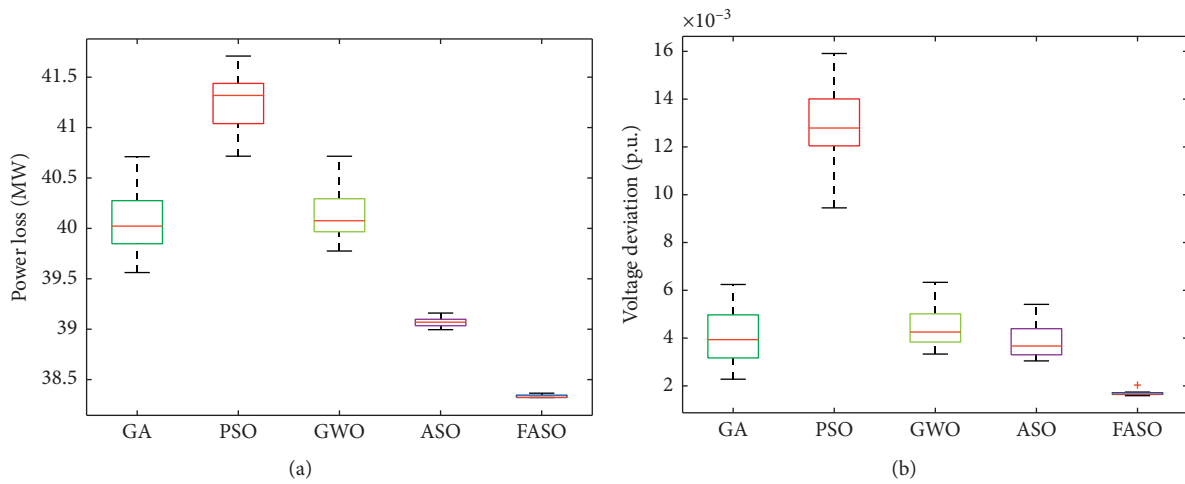 41.5
41
40.5
40
39.5
39
38.5
Power loss (MW)
GA PSO GWO ASO FASO
(a)
×10⁻³
16
14
12
10
8
6
4
2
Voltage deviation (p.u.)
GA PSO GWO ASO FASO
(b)